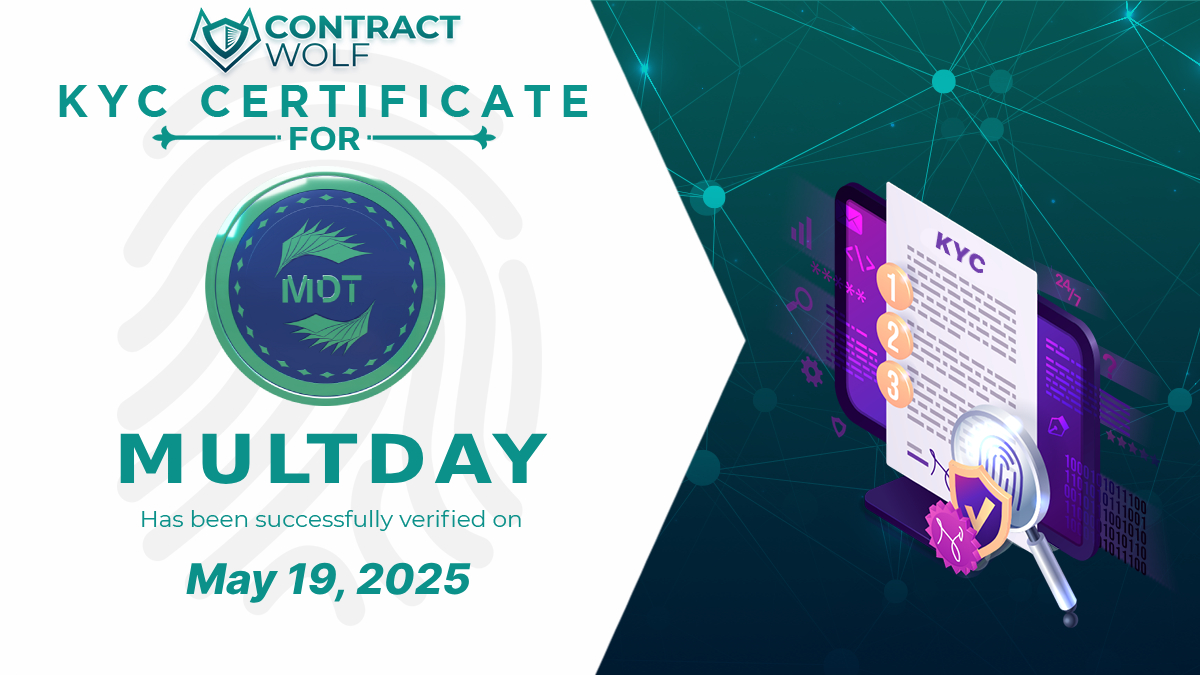 CONTRACT
WOLF
KYC CERTIFICATE
FOR
MDT
MULTDAY
Has been successfully verified on
May 19, 2025
KYC
1
2
3
24/7